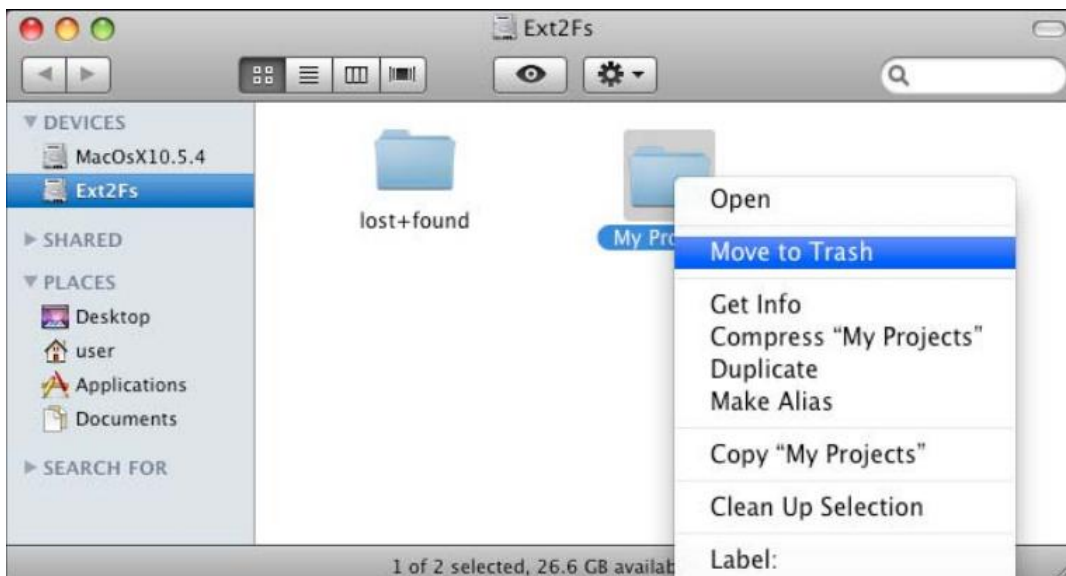 Ext2Fs
DEVICES
MacOsX10.5.4
Ext2Fs
SHARED
PLACES
Desktop
user
Applications
Documents
SEARCH FOR
lost+found
My
Open
Move to Trash
Get Info
Compress “My Projects”
Duplicate
Make Alias
Copy “My Projects”
Clean Up Selection
Label:
1 of 2 selected, 26.6 GB